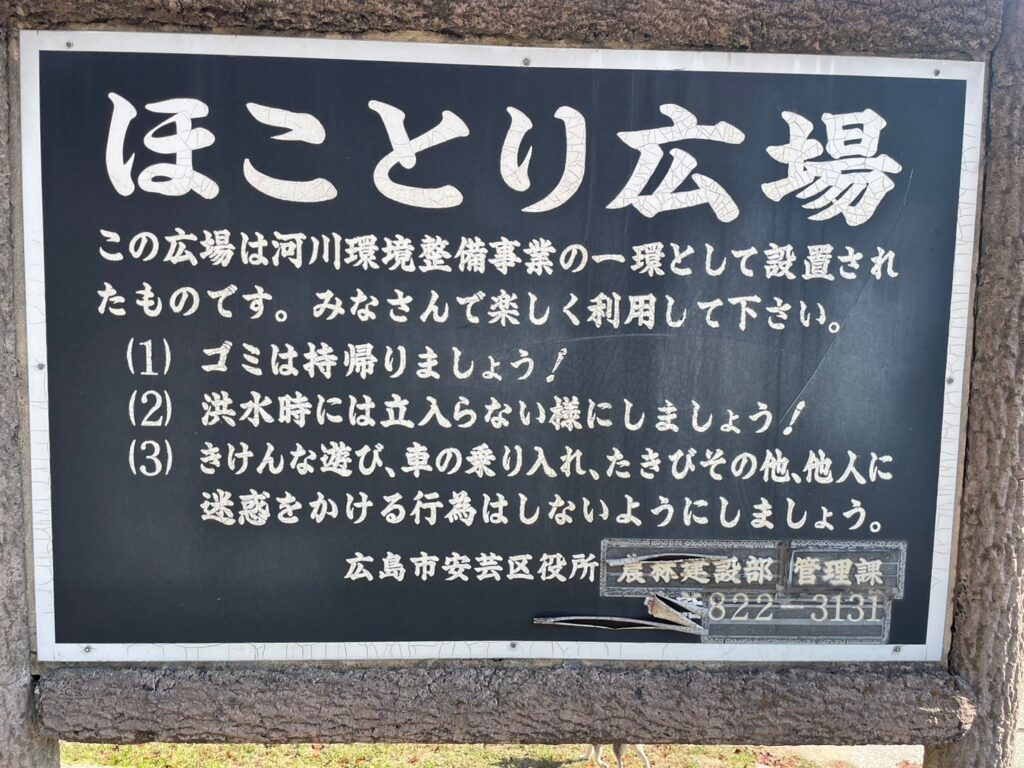 ほことり広場
この広場は河川環境整備事業の一環として設置され
たものです。みなさんで楽しく利用して下さい。
(1) ゴミは持帰りましょう!
(2) 洪水時には立入らない様にしましょう!
(3) きけんな遊び、車の乗り入れ、たきびその他、他人に
迷惑をかける行為はしないようにしましょう。
広島市安芸区役所 農林建設部 管理課
822-3131